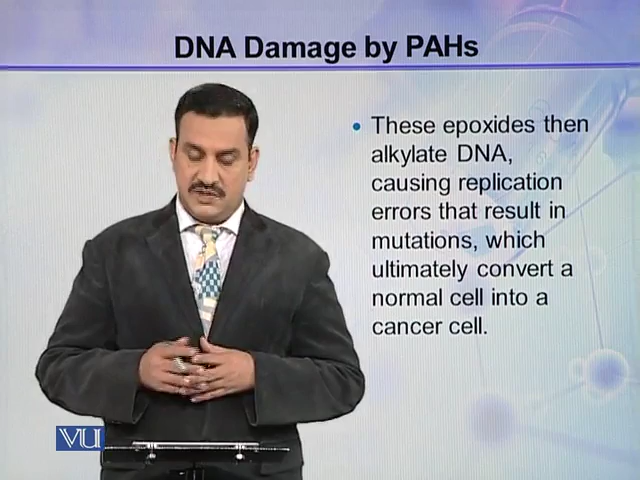 DNA Damage by PAHs
These epoxides then
alkylate DNA,
causing replication
errors that result in
mutations, which
ultimately convert a
normal cell into a
cancer cell.
VU